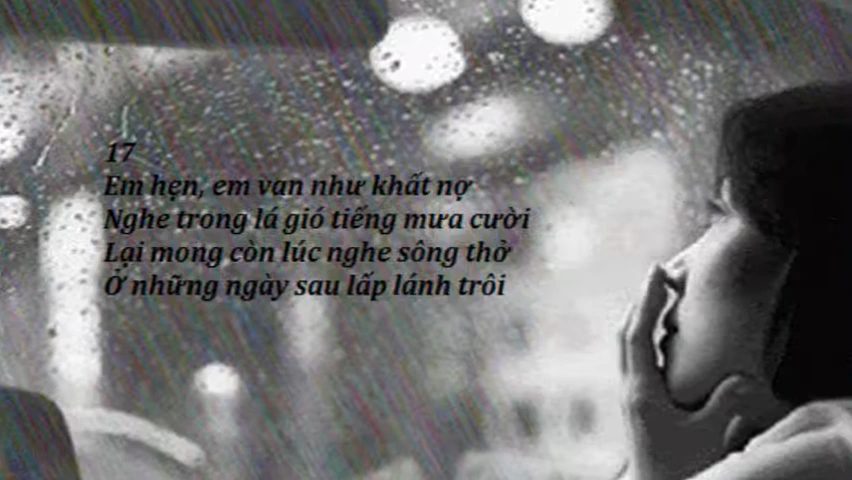 17
Em hẹn, em van như khất nợ
Nghe trong lá gió tiếng mưa cười
Lại mong còn lúc nghe sông thở
Ở những ngày sau lấp lánh trôi